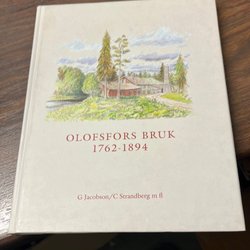 OLOFSFORS BRUK
1762-1894
G Jacobson/C Strandberg m fl